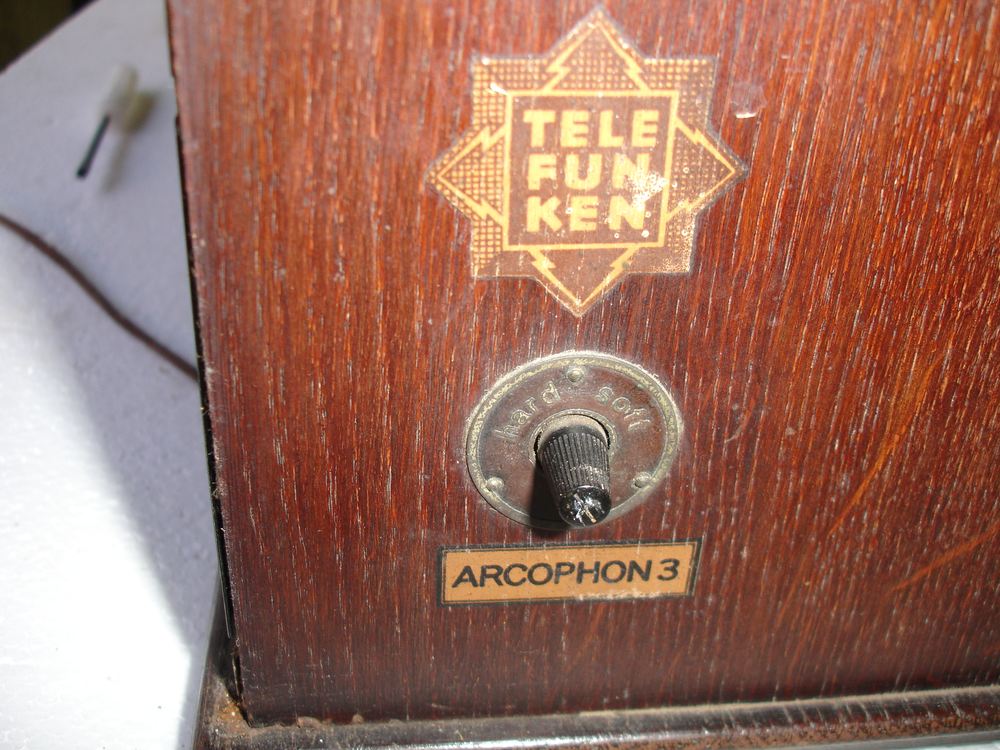 TELE
FUN
KEN
hard soft
ARCOPHON 3